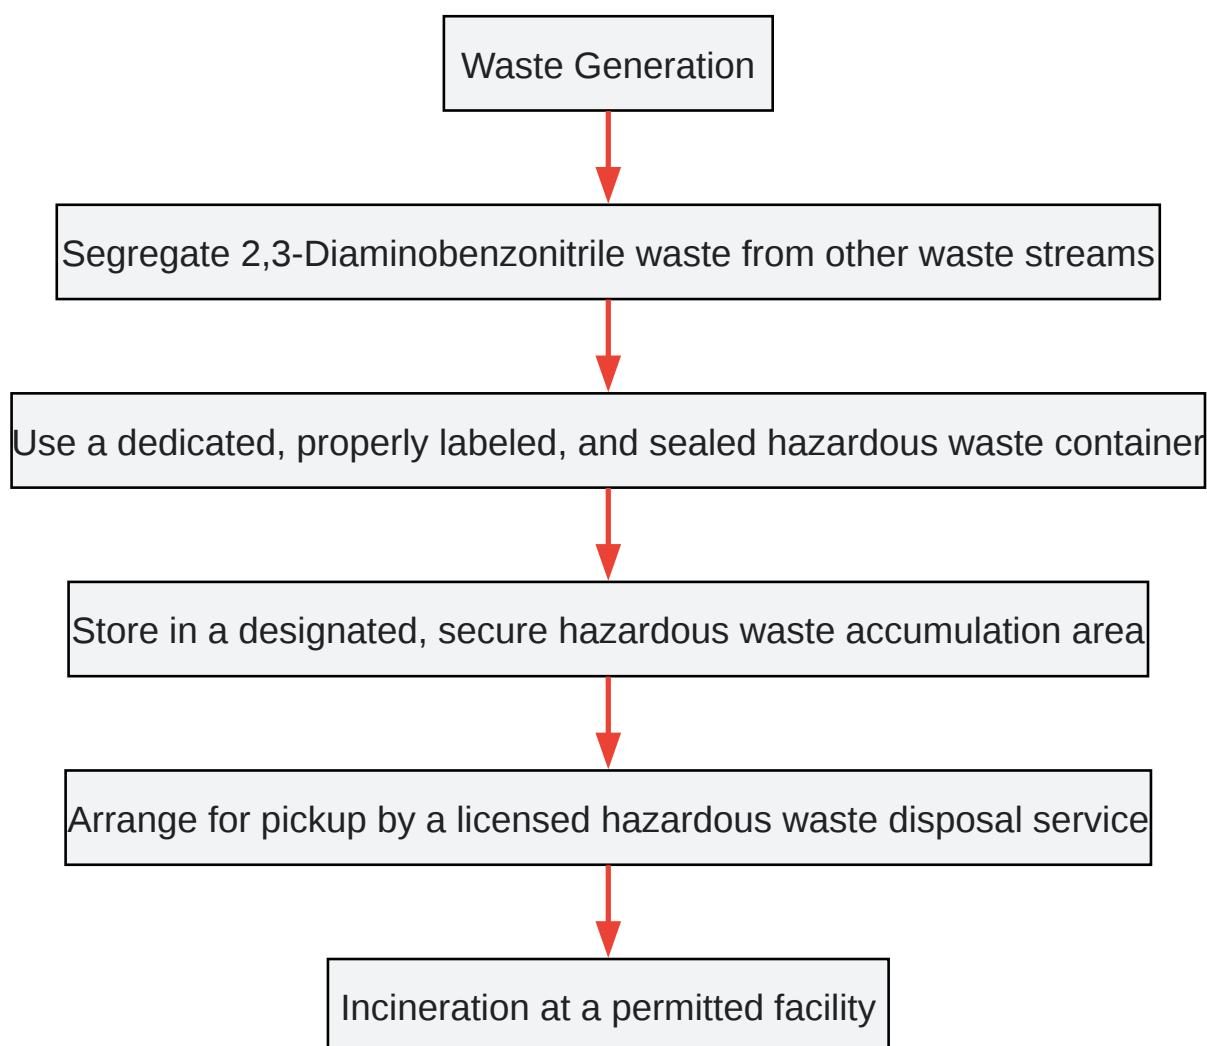 Waste Generation
Segregate 2,3-Diaminobenzonitrile waste from other waste streams
Use a dedicated, properly labeled, and sealed hazardous waste container
Store in a designated, secure hazardous waste accumulation area
Arrange for pickup by a licensed hazardous waste disposal service
Incineration at a permitted facility